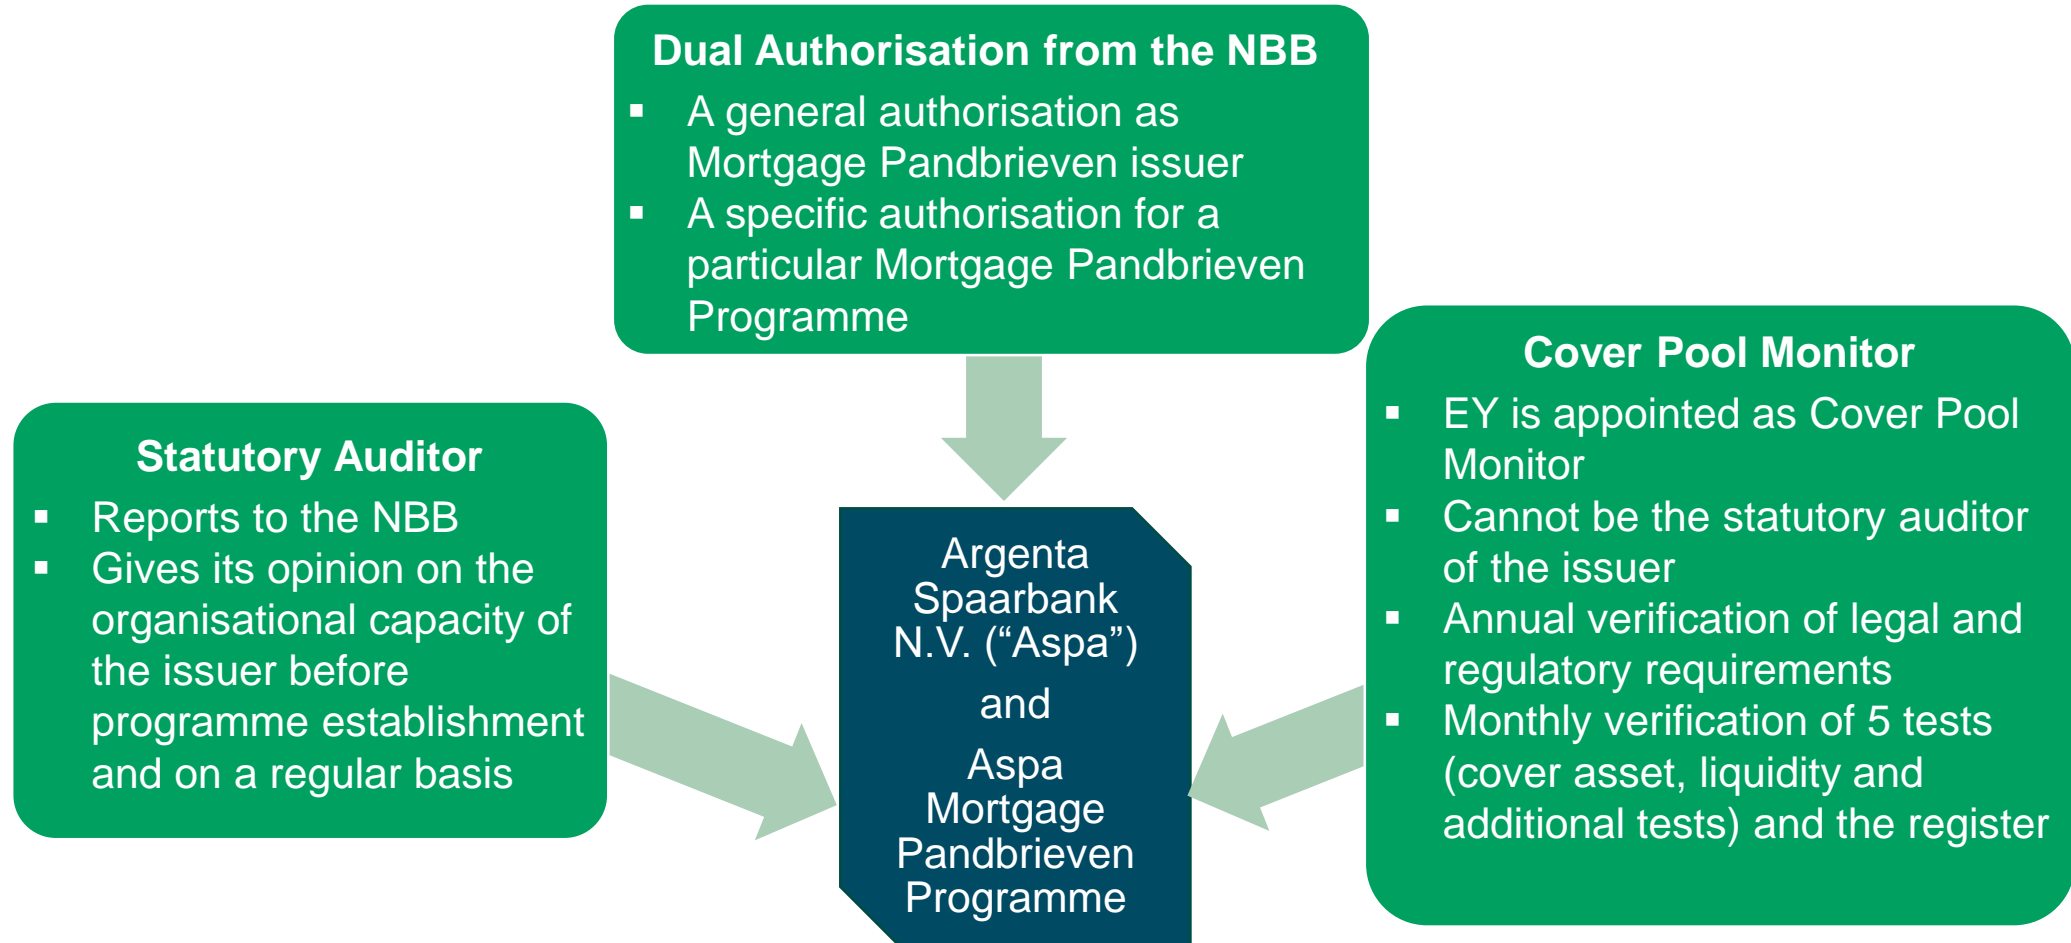 Dual Authorisation from the NBB
▪ A general authorisation as
Mortgage Pandbrieven issuer
▪ A specific authorisation for a
particular Mortgage Pandbrieven
Programme
Statutory Auditor
▪ Reports to the NBB
▪ Gives its opinion on the
organisational capacity of
the issuer before
programme establishment
and on a regular basis
Argenta
Spaarbank
N.V. (“Aspa”)
and
Aspa
Mortgage
Pandbrieven
Programme
Cover Pool Monitor
▪ EY is appointed as Cover Pool
Monitor
▪ Cannot be the statutory auditor
of the issuer
▪ Annual verification of legal and
regulatory requirements
▪ Monthly verification of 5 tests
(cover asset, liquidity and
additional tests) and the register